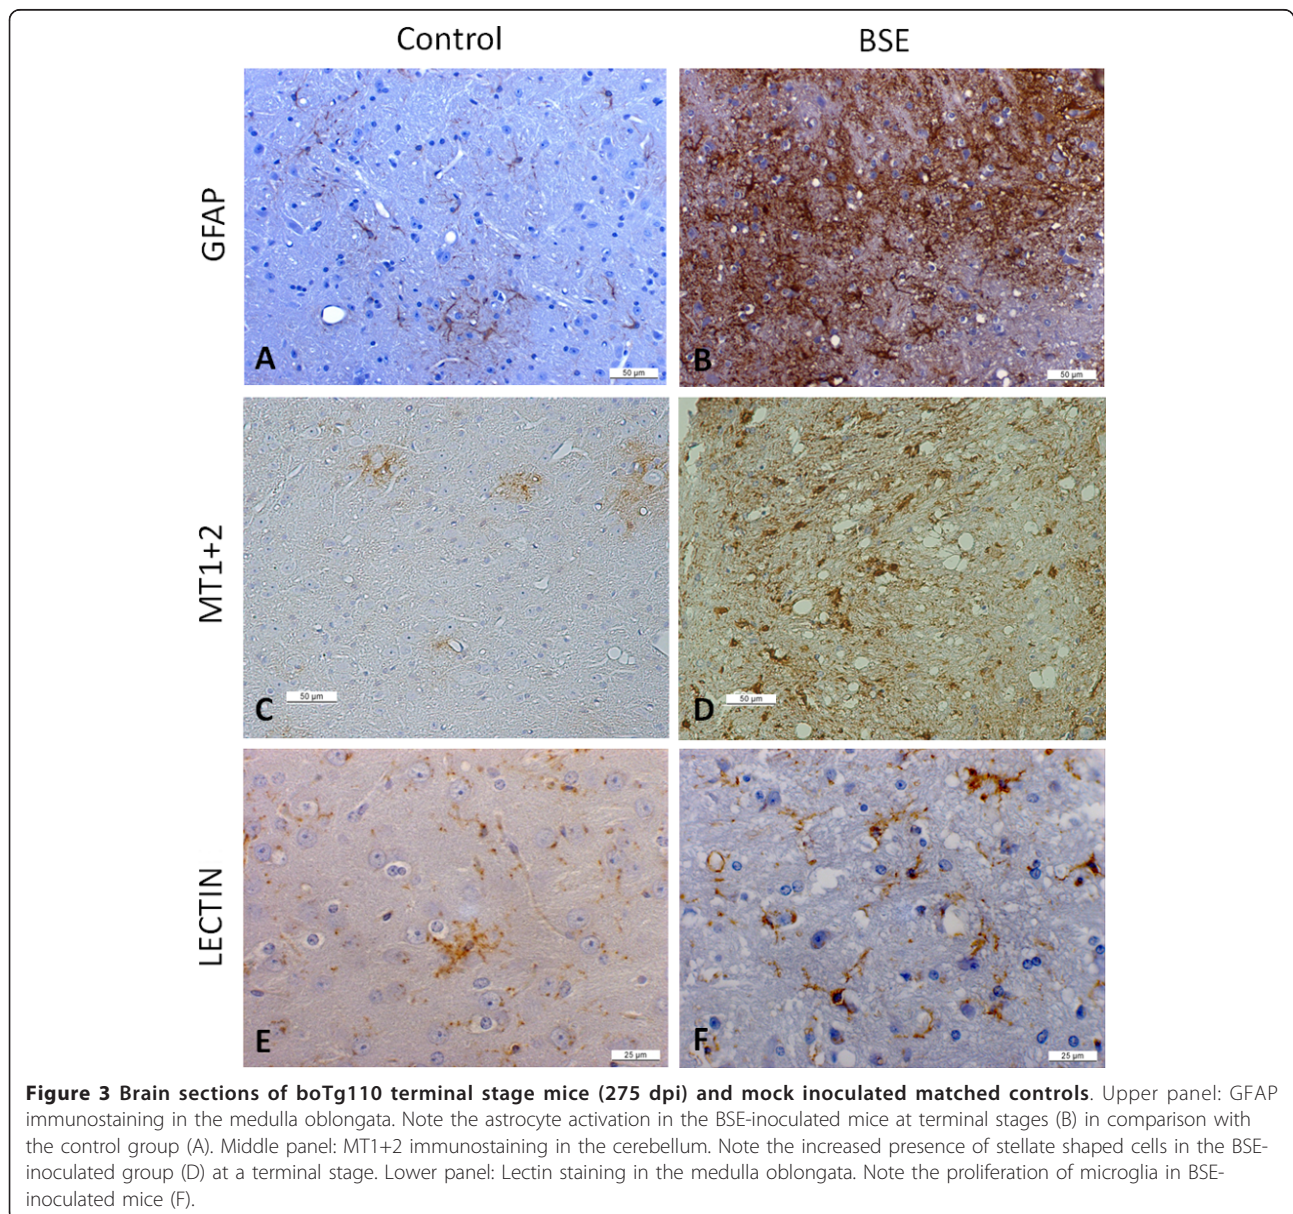 Control BSE
GFAP
A
50 µm
B
50 µm
MT1+2
C
50 µm
D
50 µm
LECTIN
E
25 µm
F
25 µm
Figure 3 Brain sections of boTg110 terminal stage mice (275 dpi) and mock inoculated matched controls. Upper panel: GFAP
immunostaining in the medulla oblongata. Note the astrocyte activation in the BSE-inoculated mice at terminal stages (B) in comparison with
the control group (A). Middle panel: MT1+2 immunostaining in the cerebellum. Note the increased presence of stellate shaped cells in the BSE-
inoculated group (D) at a terminal stage. Lower panel: Lectin staining in the medulla oblongata. Note the proliferation of microglia in BSE-
inoculated mice (F).